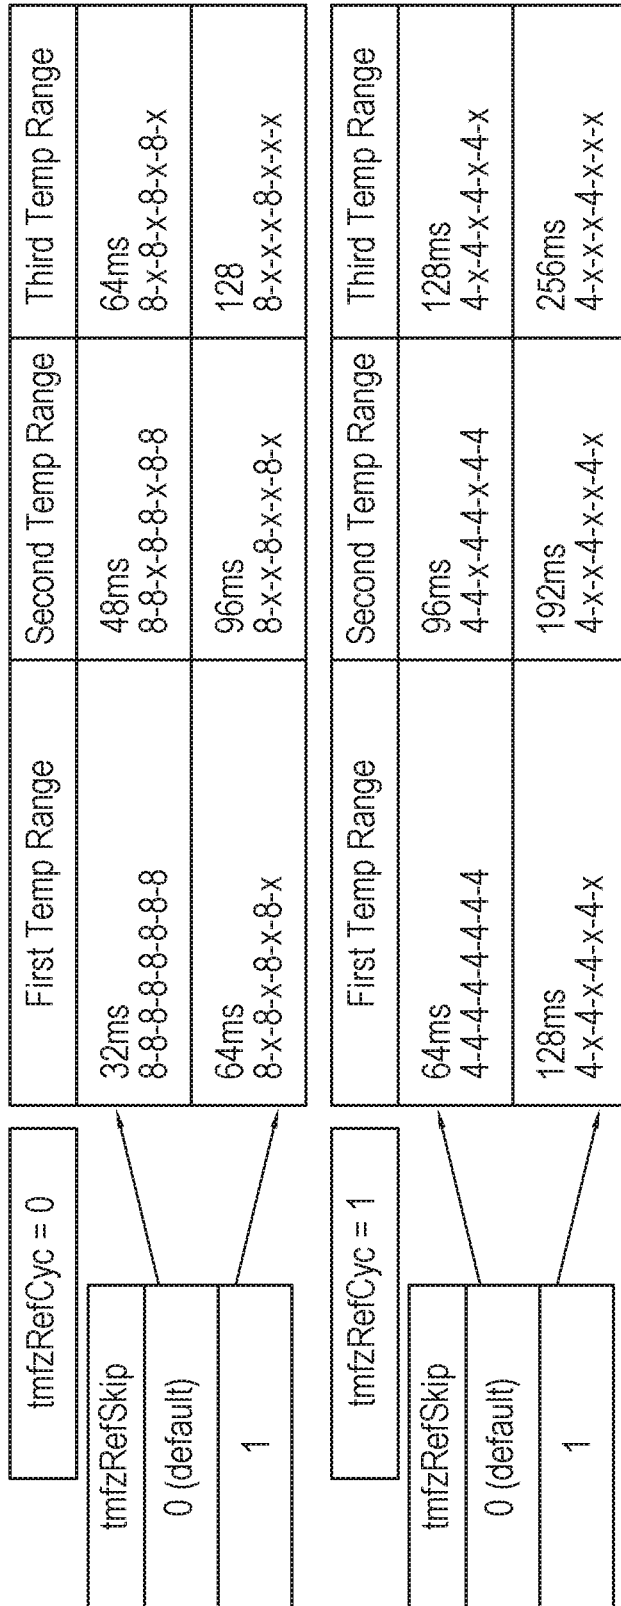 tmfzRefCyc = 0
tmfzRefSkip
0 (default)
1
First Temp Range
Second Temp Range
Third Temp Range
32ms
8-8-8-8-8-8-8-8
48ms
8-8-x-8-8-x-8-8
64ms
8-x-8-x-8-x-8-x
64ms
8-x-8-x-8-x-8-x
96ms
8-x-x-8-x-x-8-x
128
8-x-x-x-8-x-x-x
tmfzRefCyc = 1
tmfzRefSkip
0 (default)
1
First Temp Range
Second Temp Range
Third Temp Range
64ms
4-4-4-4-4-4-4-4
96ms
4-4-x-4-4-x-4-4
128ms
4-x-4-x-4-x-4-x
128ms
4-x-4-x-4-x-4-x
192ms
4-x-x-4-x-x-4-x
256ms
4-x-x-x-4-x-x-x